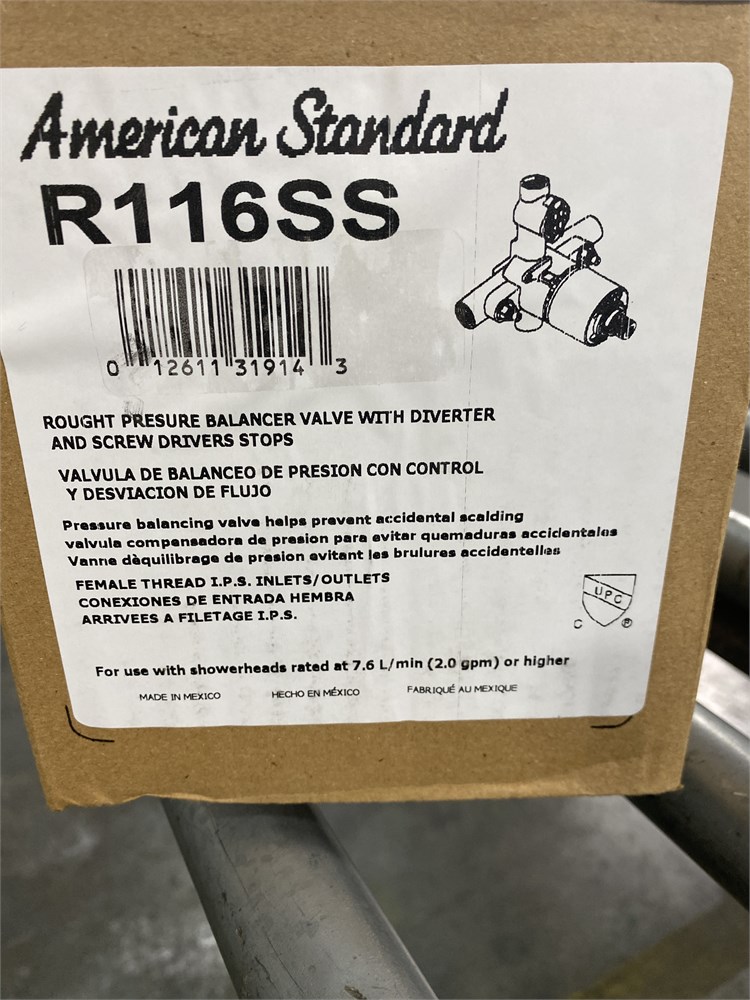 American Standard
R116SS
0 12611 31914 3
ROUGHT PRESURE BALANCER VALVE WITH DIVERTER
AND SCREW DRIVERS STOPS
VALVULA DE BALANCEO DE PRESION CON CONTROL
Y DESVIACION DE FLUJO
Pressure balancing valve helps prevent accidental scalding
valvula compensadora de presion para evitar quemaduras accidentales
Vanne dèquilibrage de presion evitant les brulures accidentelles
FEMALE THREAD I.P.S. INLETS/OUTLETS
CONEXIONES DE ENTRADA HEMBRA
ARRIVEES A FILETAGE I.P.S.
UPC
C ®
For use with showerheads rated at 7.6 L/min (2.0 gpm) or higher
MADE IN MEXICO HECHO EN MÉXICO FABRIQUÉ AU MEXIQUE